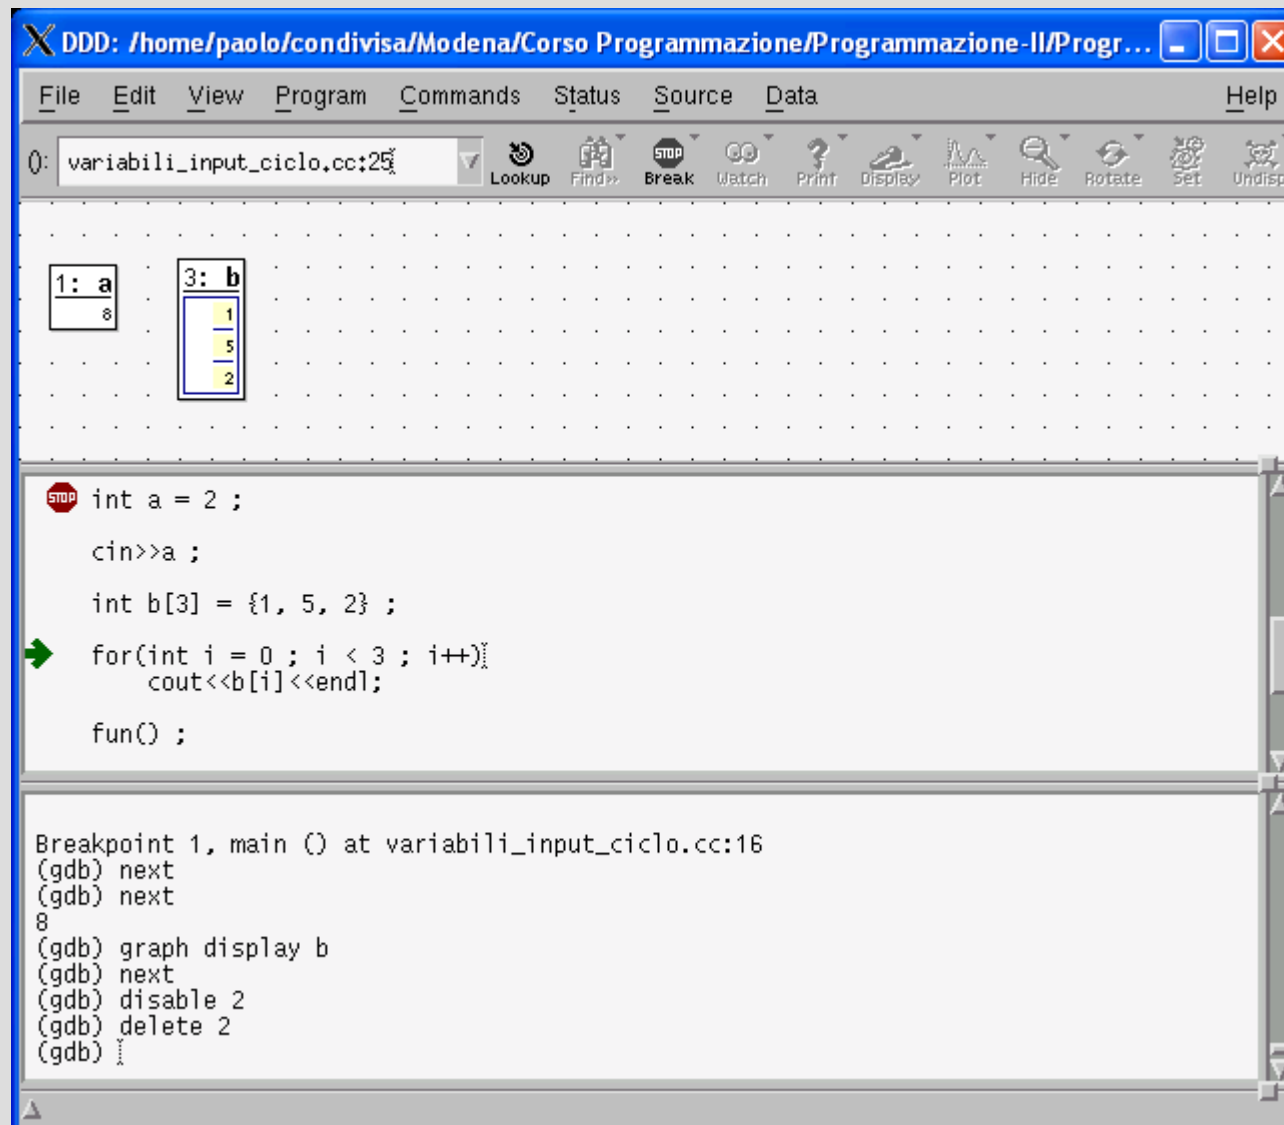 DDD: /home/paolo/condivisa/Modena/Corso Programmazione/Programmazione-II/Progr...
File Edit View Program Commands Status Source Data Help
(): variabili_input_ciclo.cc:25
Lookup Find>> Break Watch Print Display Plot Hide Rotate Set Undisp
STOP
1: a
8
3: b
1
5
2
STOP int a = 2 ;
cin>>a ;
int b[3] = {1, 5, 2} ;
for(int i = 0 ; i < 3 ; i++)
cout<<b[i]<<endl;
fun() ;
Breakpoint 1, main () at variabili_input_ciclo.cc:16
(gdb) next
(gdb) next
8
(gdb) graph display b
(gdb) next
(gdb) disable 2
(gdb) delete 2
(gdb)